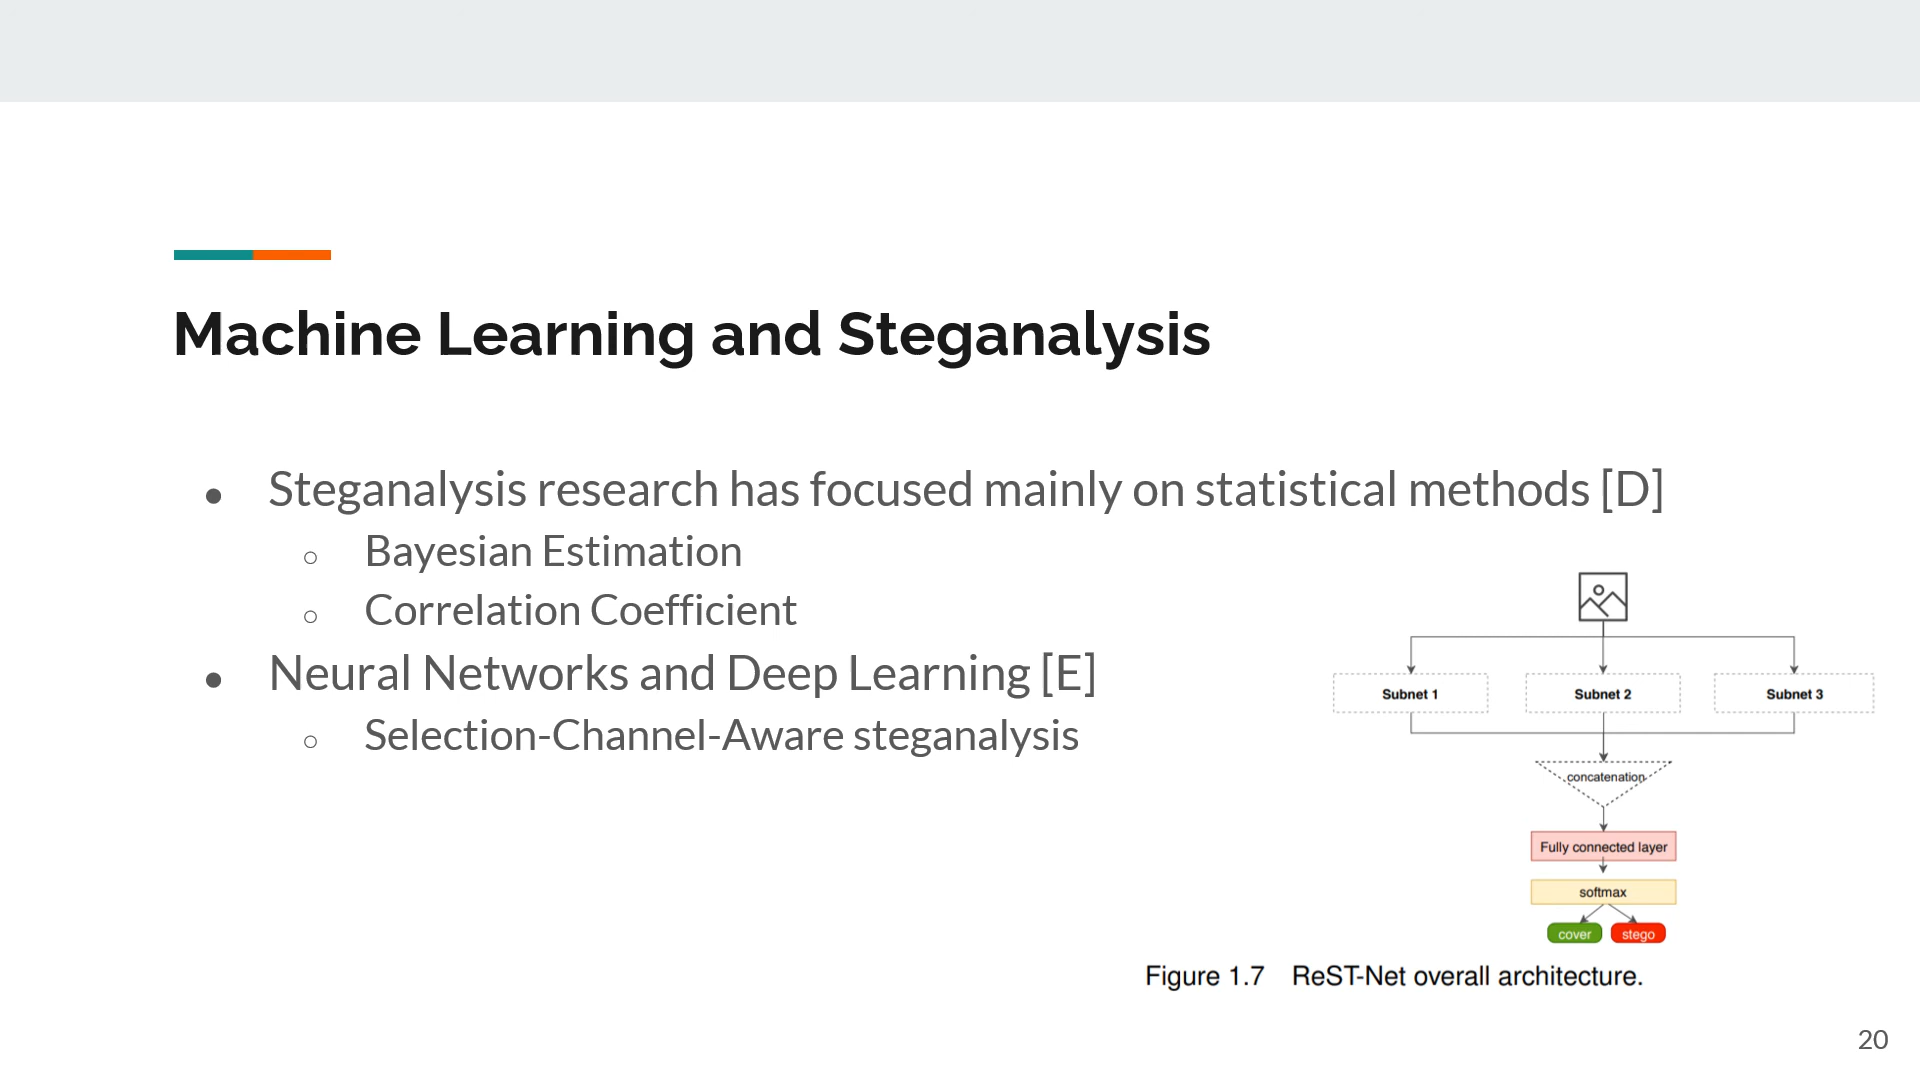 Machine Learning and Steganalysis
● Steganalysis research has focused mainly on statistical methods [D]
○ Bayesian Estimation
○ Correlation Coefficient
● Neural Networks and Deep Learning [E]
○ Selection-Channel-Aware steganalysis
Subnet 1 Subnet 2 Subnet 3
concatenation
Fully connected layer
softmax
cover stego
Figure 1.7 ReST-Net overall architecture.
20